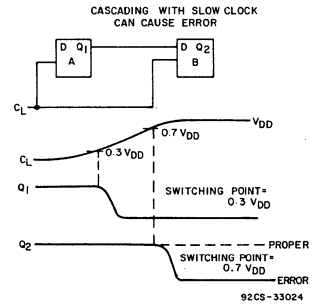 CASCADING WITH SLOW CLOCK
CAN CAUSE ERROR
D Q1
A
D Q2
B
CL
VDD
0.7 VDD
CL
0.3 VDD
Q1
SWITCHING POINT=
0.3 VDD
Q2
PROPER
SWITCHING POINT=
0.7 VDD
ERROR
92CS-33024